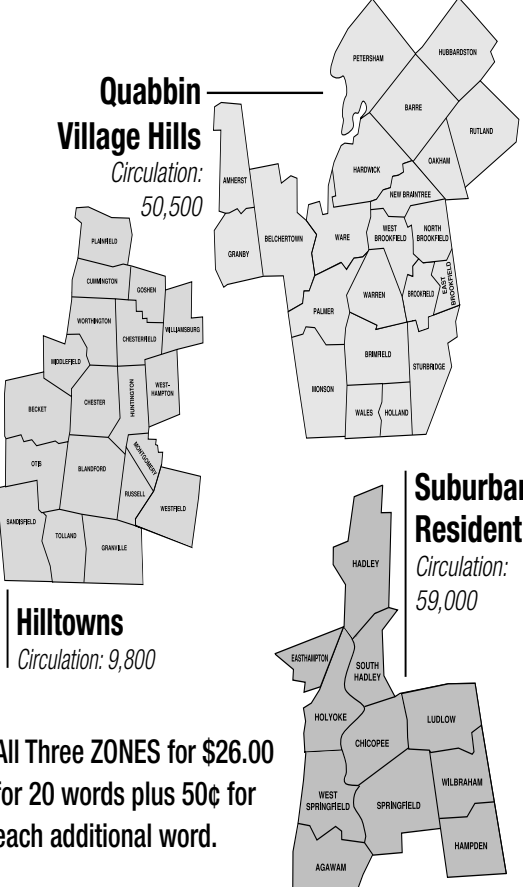 Quabbin
Village Hills
Circulation:
50,500
PETERSHAM
HUBBARDSTON
BARRE
RUTLAND
HARDWICK
OAKHAM
NEW BRAINTREE
AMHERST
GRANBY
BELCHERTOWN
WARE
WEST
BROOKFIELD
NORTH
BROOKFIELD
PALMER
WARREN
BROOKFIELD
EAST
BROOKFIELD
BRIMFIELD
STURBRIDGE
MONSON
WALES
HOLLAND
PLAINFIELD
CUMMINGTON
GOSHEN
WORTHINGTON
CHESTERFIELD
WILLIAMSBURG
MIDDLEFIELD
BECKET
CHESTER
HUNTINGTON
WEST-
HAMPTON
OTIS
BLANDFORD
MONTGOMERY
RUSSELL
WESTFIELD
SANDISFIELD
TOLLAND
GRANVILLE
Hilltowns
Circulation: 9,800
Suburban
Resident
Circulation:
59,000
HADLEY
EASTHAMPTON
SOUTH
HADLEY
HOLYOKE
CHICOPEE
LUDLOW
WEST
SPRINGFIELD
SPRINGFIELD
WILBRAHAM
AGAWAM
HAMPDEN
All Three ZONES for $26.00
for 20 words plus 50¢ for
each additional word.